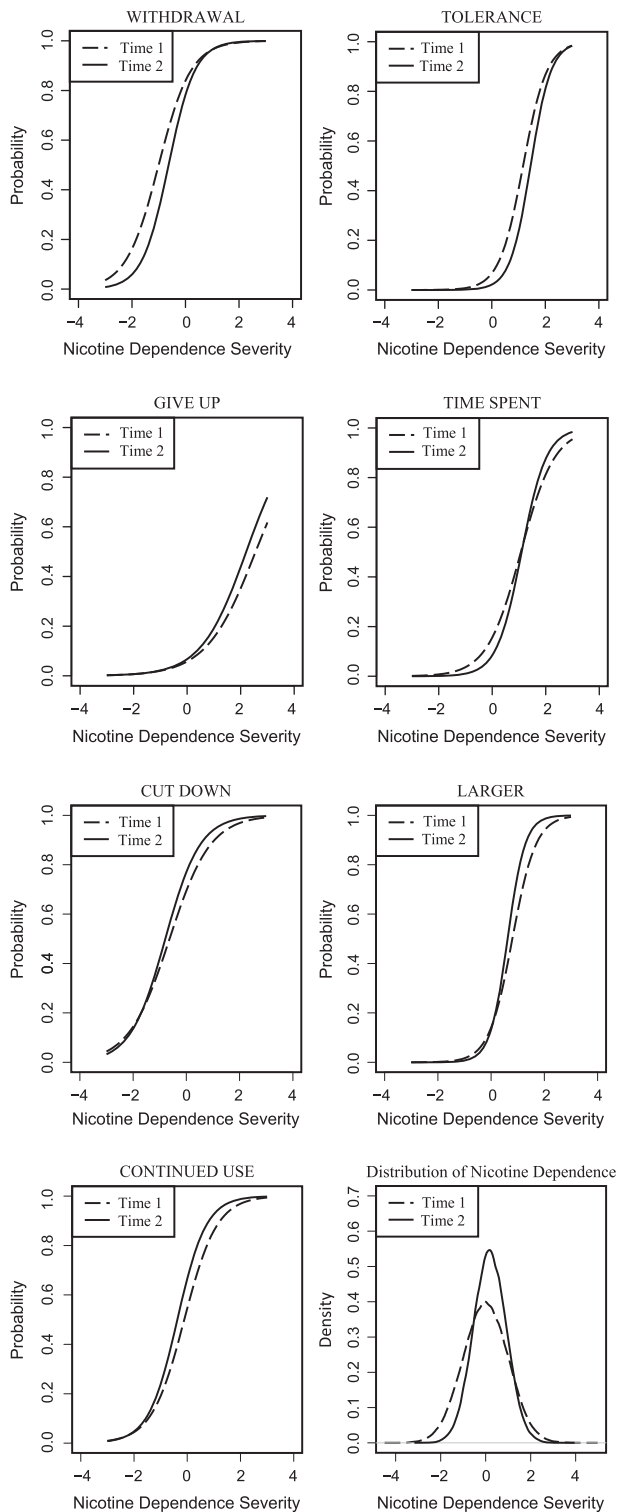 WITHDRAWAL
Time 1
Time 2
Probability
0.0 0.2 0.4 0.6 0.8 1.0
−4 −2 0 2 4
Nicotine Dependence Severity
TOLERANCE
Time 1
Time 2
Probability
0.0 0.2 0.4 0.6 0.8 1.0
−4 −2 0 2 4
Nicotine Dependence Severity
GIVE UP
Time 1
Time 2
Probability
0.0 0.2 0.4 0.6 0.8 1.0
−4 −2 0 2 4
Nicotine Dependence Severity
TIME SPENT
Time 1
Time 2
Probability
0.0 0.2 0.4 0.6 0.8 1.0
−4 −2 0 2 4
Nicotine Dependence Severity
CUT DOWN
Time 1
Time 2
Probability
0.0 0.2 0.4 0.6 0.8 1.0
−4 −2 0 2 4
Nicotine Dependence Severity
LARGER
Time 1
Time 2
Probability
0.0 0.2 0.4 0.6 0.8 1.0
−4 −2 0 2 4
Nicotine Dependence Severity
CONTINUED USE
Time 1
Time 2
Probability
0.0 0.2 0.4 0.6 0.8 1.0
−4 −2 0 2 4
Nicotine Dependence Severity
Distribution of Nicotine Dependence
Time 1
Time 2
Density
0.0 0.1 0.2 0.3 0.4 0.5 0.6 0.7
−4 −2 0 2 4
Nicotine Dependence Severity